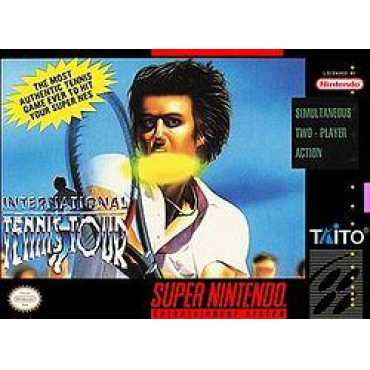 THE MOST
AUTHENTIC TENNIS
GAME EVER TO HIT
YOUR SUPER NES
LICENSED BY
Nintendo
SIMULTANEOUS
TWO-PLAYER
ACTION
INTERNATIONAL
TENNIS TOUR
TAITO
SUPER NINTENDO
ENTERTAINMENT SYSTEM